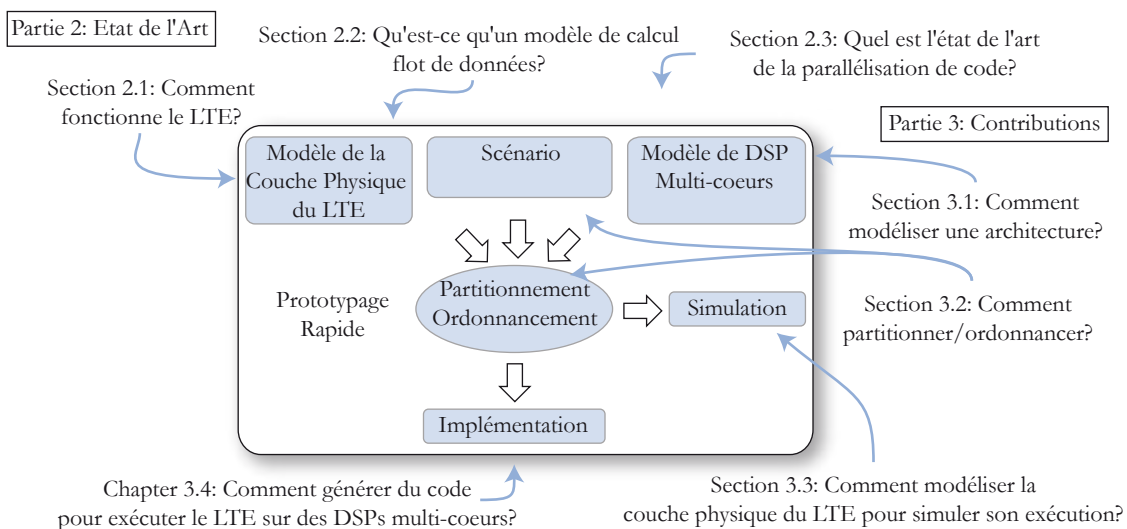 Partie 2: Etat de l'Art
Section 2.2: Qu'est-ce qu'un modèle de calcul
flot de données?
Section 2.3: Quel est l'état de l'art
de la parallélisation de code?
Section 2.1: Comment
fonctionne le LTE?
Partie 3: Contributions
Modèle de la
Couche Physique
du LTE
Scénario
Modèle de DSP
Multi-coeurs
Section 3.1: Comment
modéliser une architecture?
Prototypage
Rapide
Partitionnement
Ordonnancement
Simulation
Section 3.2: Comment
partitionner/ordonnancer?
Implémentation
Chapter 3.4: Comment générer du code
pour exécuter le LTE sur des DSPs multi-coeurs?
Section 3.3: Comment modéliser la
couche physique du LTE pour simuler son exécution?